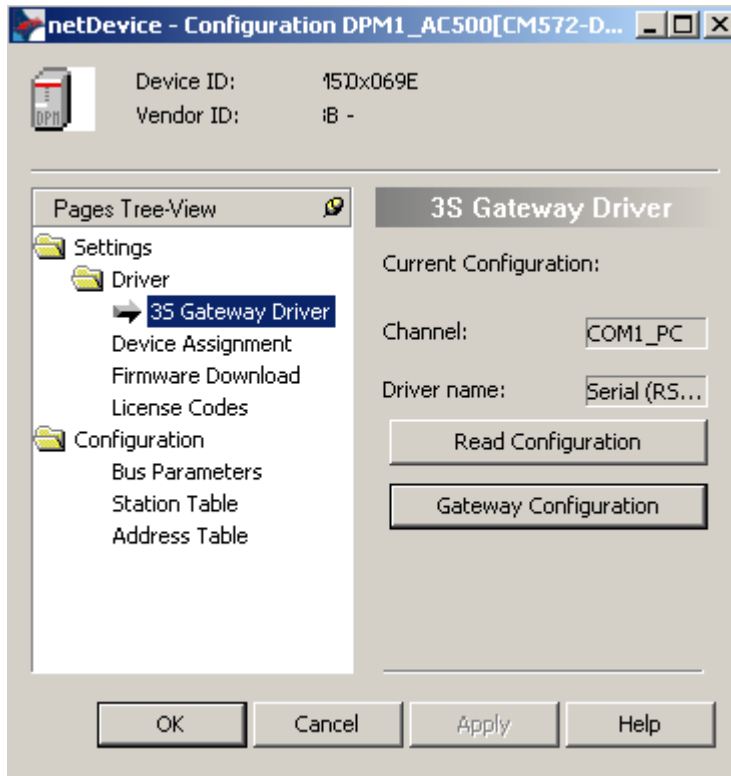 netDevice - Configuration DPM1_AC500[CM572-D...
Device ID:
Vendor ID:
DPM
Pages Tree-View
Settings
Driver
3S Gateway Driver
Device Assignment
Firmware Download
License Codes
Configuration
Bus Parameters
Station Table
Address Table
3S Gateway Driver
Current Configuration:
Channel: COM1_PC
Driver name: Serial (RS...
Read Configuration
Gateway Configuration
OK Cancel Apply Help